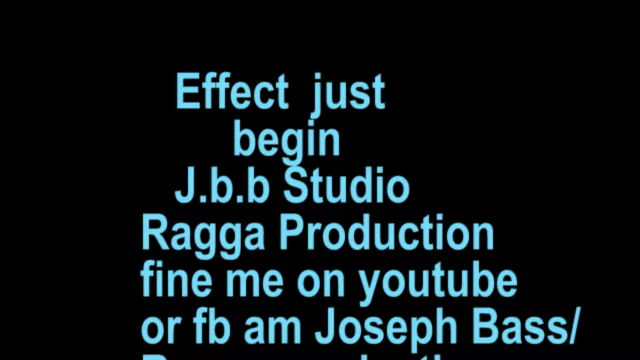 Effect just
begin
J.b.b Studio
Ragga Production
fine me on youtube
or fb am Joseph Bass/